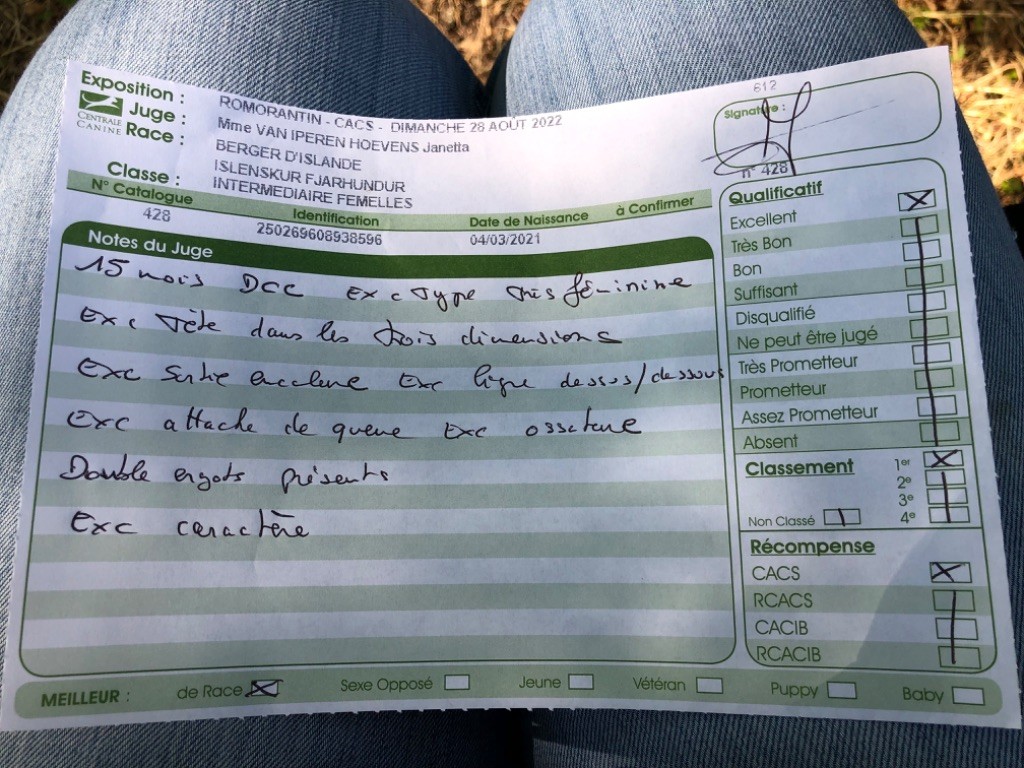 Exposition : ROMORANTIN - CACS - DIMANCHE 28 AOÛT 2022
Juge : Mme VAN IPEREN HOEVENS Janetta
CENTRALE CANINE
Race : BERGER D'ISLANDE
ISLENSKUR FJARHUNDUR
Classe : INTERMEDIAIRE FEMELLES
612
Signature :
n° 428
N° Catalogue Identification Date de Naissance à Confirmer
428 250269608938596 04/03/2021
Notes du Juge
15 mois DCC Exc Type très féminine
Exc Tête dans les trois dimensions
Exc Sortie encolure Exc ligne dessus/dessous
Exc attache de queue Exc ossature
Double ergots présents
Exc caractère
Qualificatif
Excellent
Très Bon
Bon
Suffisant
Disqualifié
Ne peut être jugé
Très Prometteur
Prometteur
Assez Prometteur
Absent
Classement 1er
2e
3e
Non Classé 4e
Récompense
CACS
RCACS
CACIB
RCACIB
MEILLEUR : de Race Sexe Opposé Jeune Vétéran Puppy Baby